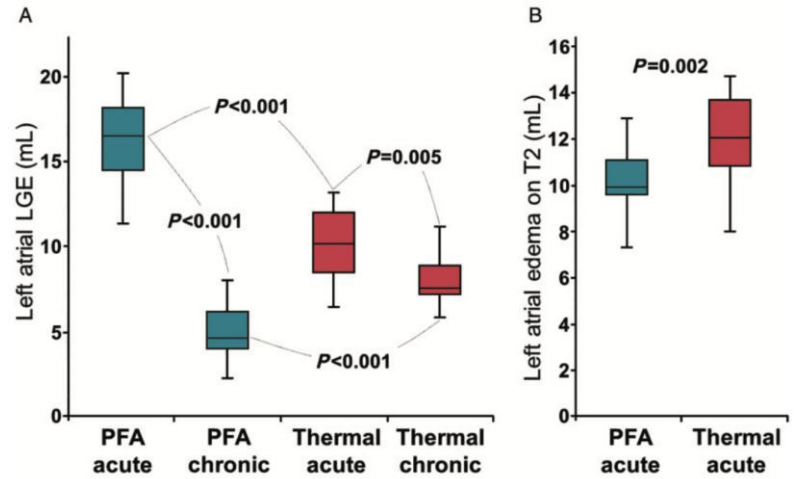 A
Left atrial LGE (mL)
20
15
10
5
0
P<0.001
P=0.005
P<0.001
P<0.001
PFA
acute
PFA
chronic
Thermal
acute
Thermal
chronic
B
Left atrial edema on T2 (mL)
16
14
12
10
8
6
4
2
0
P=0.002
PFA
acute
Thermal
acute